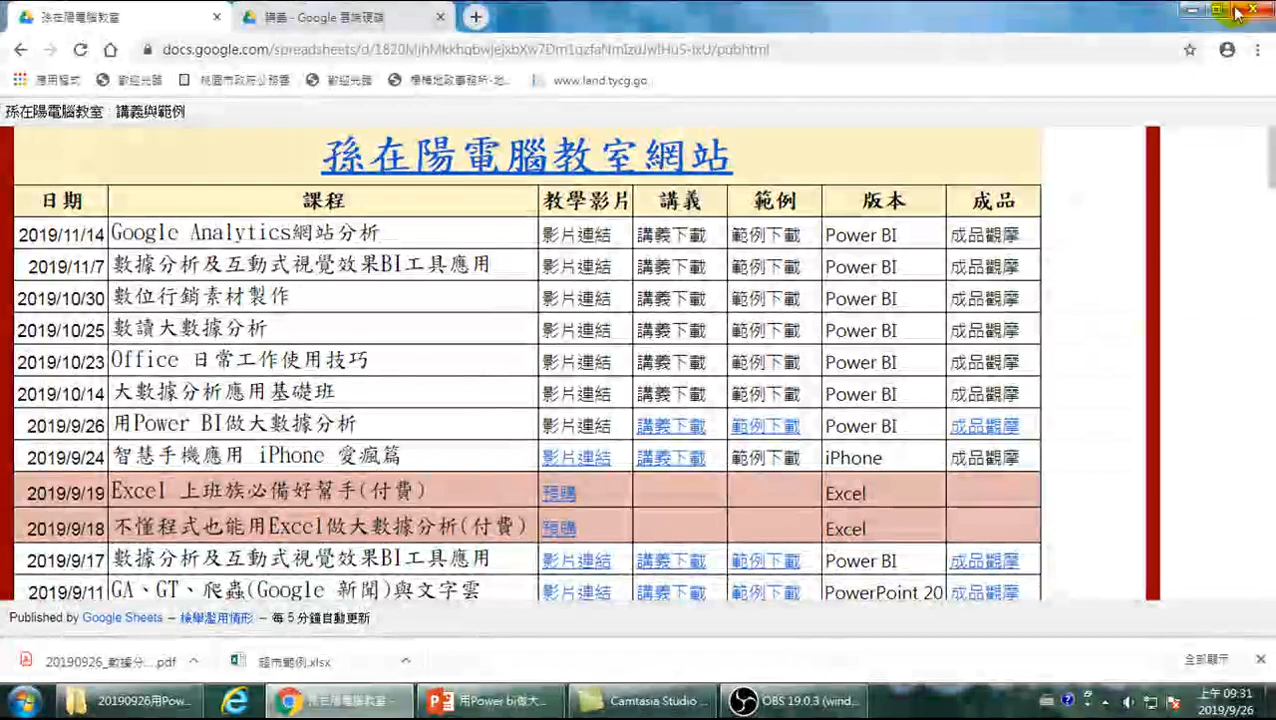 孫在陽電腦教室
講義 - Google 雲端硬碟
docs.google.com/spreadsheets/d/1820MjhMkkhqbwJejxbXw7Dm1qzfaNmIzuJwlHuS-IxU/pubhtml
應用程式 歡迎光臨 桃園市政府公務雲 歡迎光臨 楊梅地政事務所-地... www.land.tycg.go...
孫在陽電腦教室 講義與範例
孫在陽電腦教室網站
日期 課程 教學影片 講義 範例 版本 成品
2019/11/14 Google Analytics網站分析 影片連結 講義下載 範例下載 Power BI 成品觀摩
2019/11/7 數據分析及互動式視覺效果BI工具應用 影片連結 講義下載 範例下載 Power BI 成品觀摩
2019/10/30 數位行銷素材製作 影片連結 講義下載 範例下載 Power BI 成品觀摩
2019/10/25 數讀大數據分析 影片連結 講義下載 範例下載 Power BI 成品觀摩
2019/10/23 Office 日常工作使用技巧 影片連結 講義下載 範例下載 Power BI 成品觀摩
2019/10/14 大數據分析應用基礎班 影片連結 講義下載 範例下載 Power BI 成品觀摩
2019/9/26 用Power BI做大數據分析 影片連結 講義下載 範例下載 Power BI 成品觀摩
2019/9/24 智慧手機應用 iPhone 愛瘋篇 影片連結 講義下載 範例下載 iPhone 成品觀摩
2019/9/19 Excel 上班族必備好幫手(付費) 預購 Excel
2019/9/18 不懂程式也能用Excel做大數據分析(付費) 預購 Excel
2019/9/17 數據分析及互動式視覺效果BI工具應用 影片連結 講義下載 範例下載 Power BI 成品觀摩
2019/9/11 GA、GT、爬蟲(Google 新聞)與文字雲 影片連結 講義下載 範例下載 PowerPoint 20 成品觀摩
Published by Google Sheets – 檢舉濫用情形 – 每 5 分鐘自動更新
20190926_數據分....pdf 超市範例.xlsx 全部顯示
20190926用Pow... 孫在陽電腦教室 -... 用Power bi做大... Camtasia Studio ... OBS 19.0.3 (wind... 上午 09:31
2019/9/26